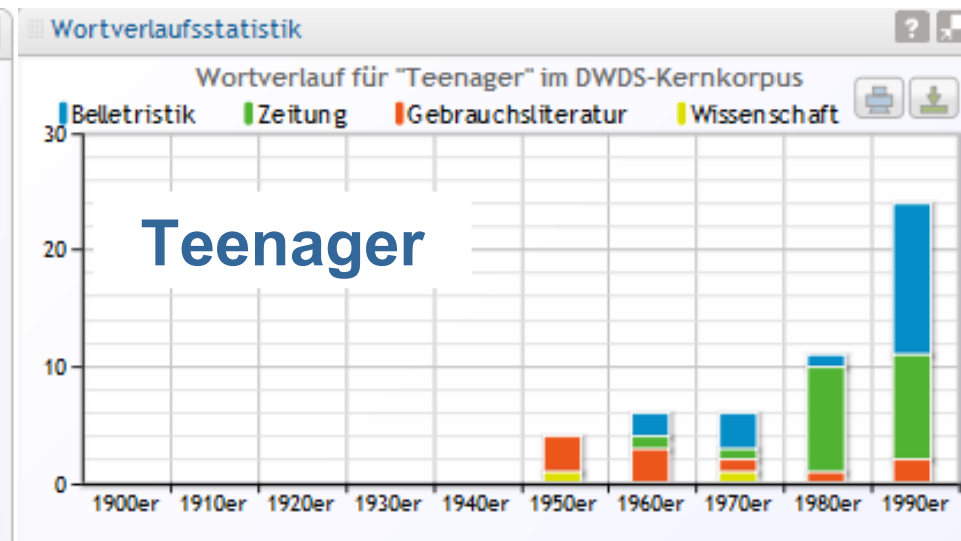 Wortverlaufsstatistik
?
Wortverlauf für "Teenager" im DWDS-Kernkorpus
Belletristik Zeitung Gebrauchsliteratur Wissenschaft
30
Teenager
20
10
0
1900er 1910er 1920er 1930er 1940er 1950er 1960er 1970er 1980er 1990er